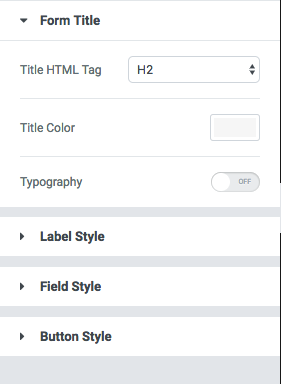 Form Title
Title HTML Tag H2
Title Color
Typography OFF
Label Style
Field Style
Button Style